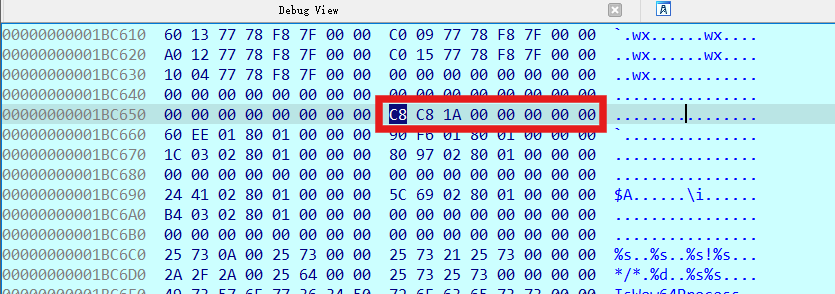 Debug View
00000000001BC610 60 13 77 78 F8 7F 00 00 C0 09 77 78 F8 7F 00 00 `.wx......wx....
00000000001BC620 A0 12 77 78 F8 7F 00 00 C0 15 77 78 F8 7F 00 00 ..wx......wx....
00000000001BC630 10 04 77 78 F8 7F 00 00 00 00 00 00 00 00 00 00 ..wx............
00000000001BC640 00 00 00 00 00 00 00 00 00 00 00 00 00 00 00 00 ................
00000000001BC650 00 00 00 00 00 00 00 00 C8 C8 1A 00 00 00 00 00 ................
00000000001BC660 60 EE 01 80 01 00 00 00 90 F6 01 80 01 00 00 00 `...............
00000000001BC670 1C 03 02 80 01 00 00 00 80 97 02 80 01 00 00 00 ................
00000000001BC680 00 00 00 00 00 00 00 00 00 00 00 00 00 00 00 00 ................
00000000001BC690 24 41 02 80 01 00 00 00 5C 69 02 80 01 00 00 00 $A......\i......
00000000001BC6A0 B4 03 02 80 01 00 00 00 00 00 00 00 00 00 00 00 ................
00000000001BC6B0 00 00 00 00 00 00 00 00 00 00 00 00 00 00 00 00 ................
00000000001BC6C0 25 73 0A 00 25 73 00 00 25 73 21 25 73 00 00 00 %s..%s..%s!%s...
00000000001BC6D0 2A 2F 2A 00 25 64 00 00 25 73 25 73 00 00 00 00 */*.%d..%s%s....